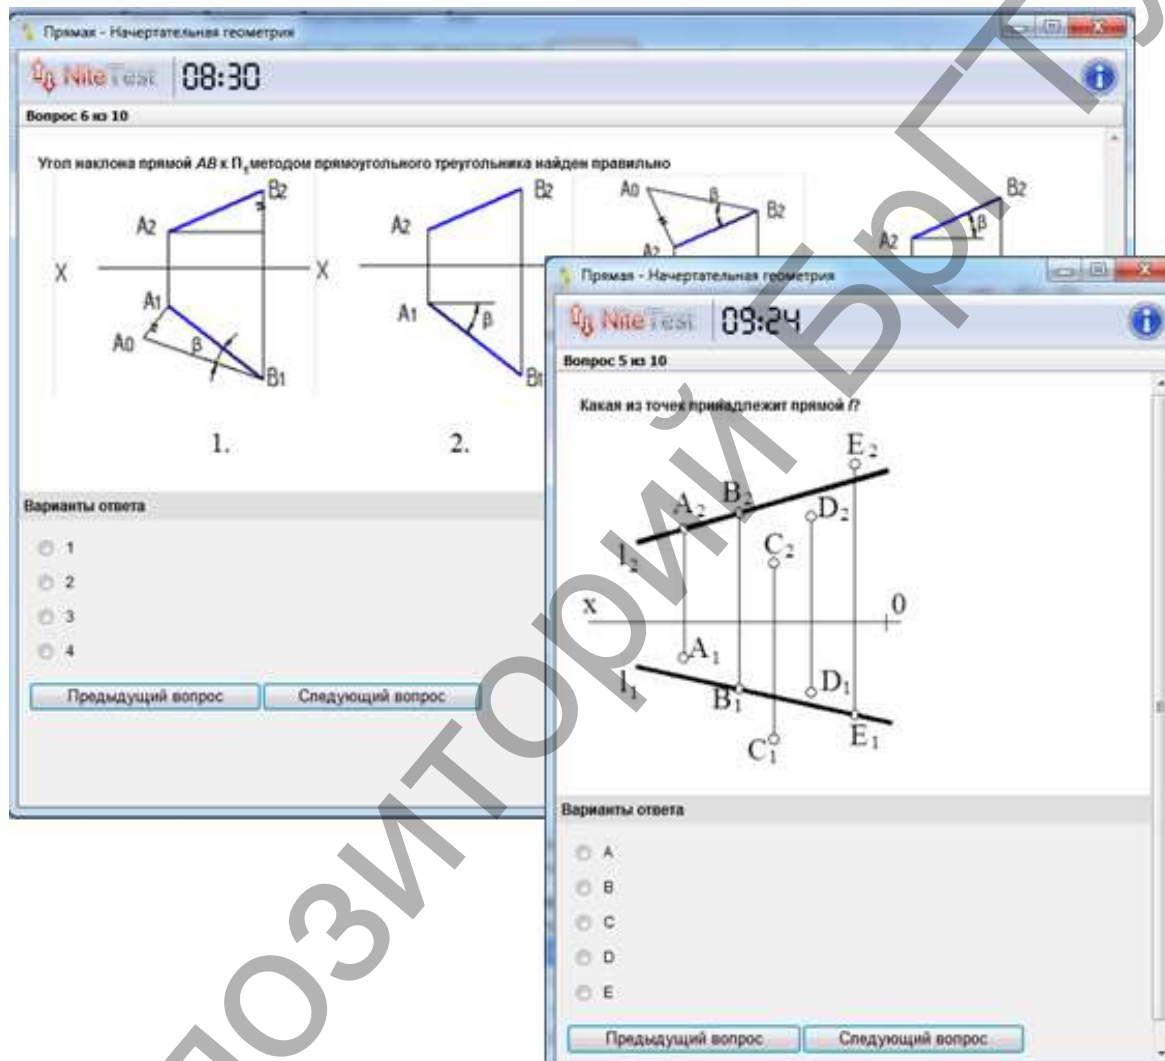 Прямая - Начертательная геометрия
NiteTest 08:30
Вопрос 6 из 10
Угол наклона прямой AB к П1 методом прямоугольного треугольника найден правильно
B2
A2
X
A1
A0
β
B1
1.
X
B2
A2
A1
β
B1
2.
A0
β
B2
A2
B2
A2
β
Варианты ответа
1
2
3
4
Предыдущий вопрос Следующий вопрос
Прямая - Начертательная геометрия
NiteTest 09:24
Вопрос 5 из 10
Какая из точек принадлежит прямой l?
E2
A2 B2
D2
l2
C2
x 0
A1
l1
B1
D1
C1
E1
Варианты ответа
A
B
C
D
E
Предыдущий вопрос Следующий вопрос